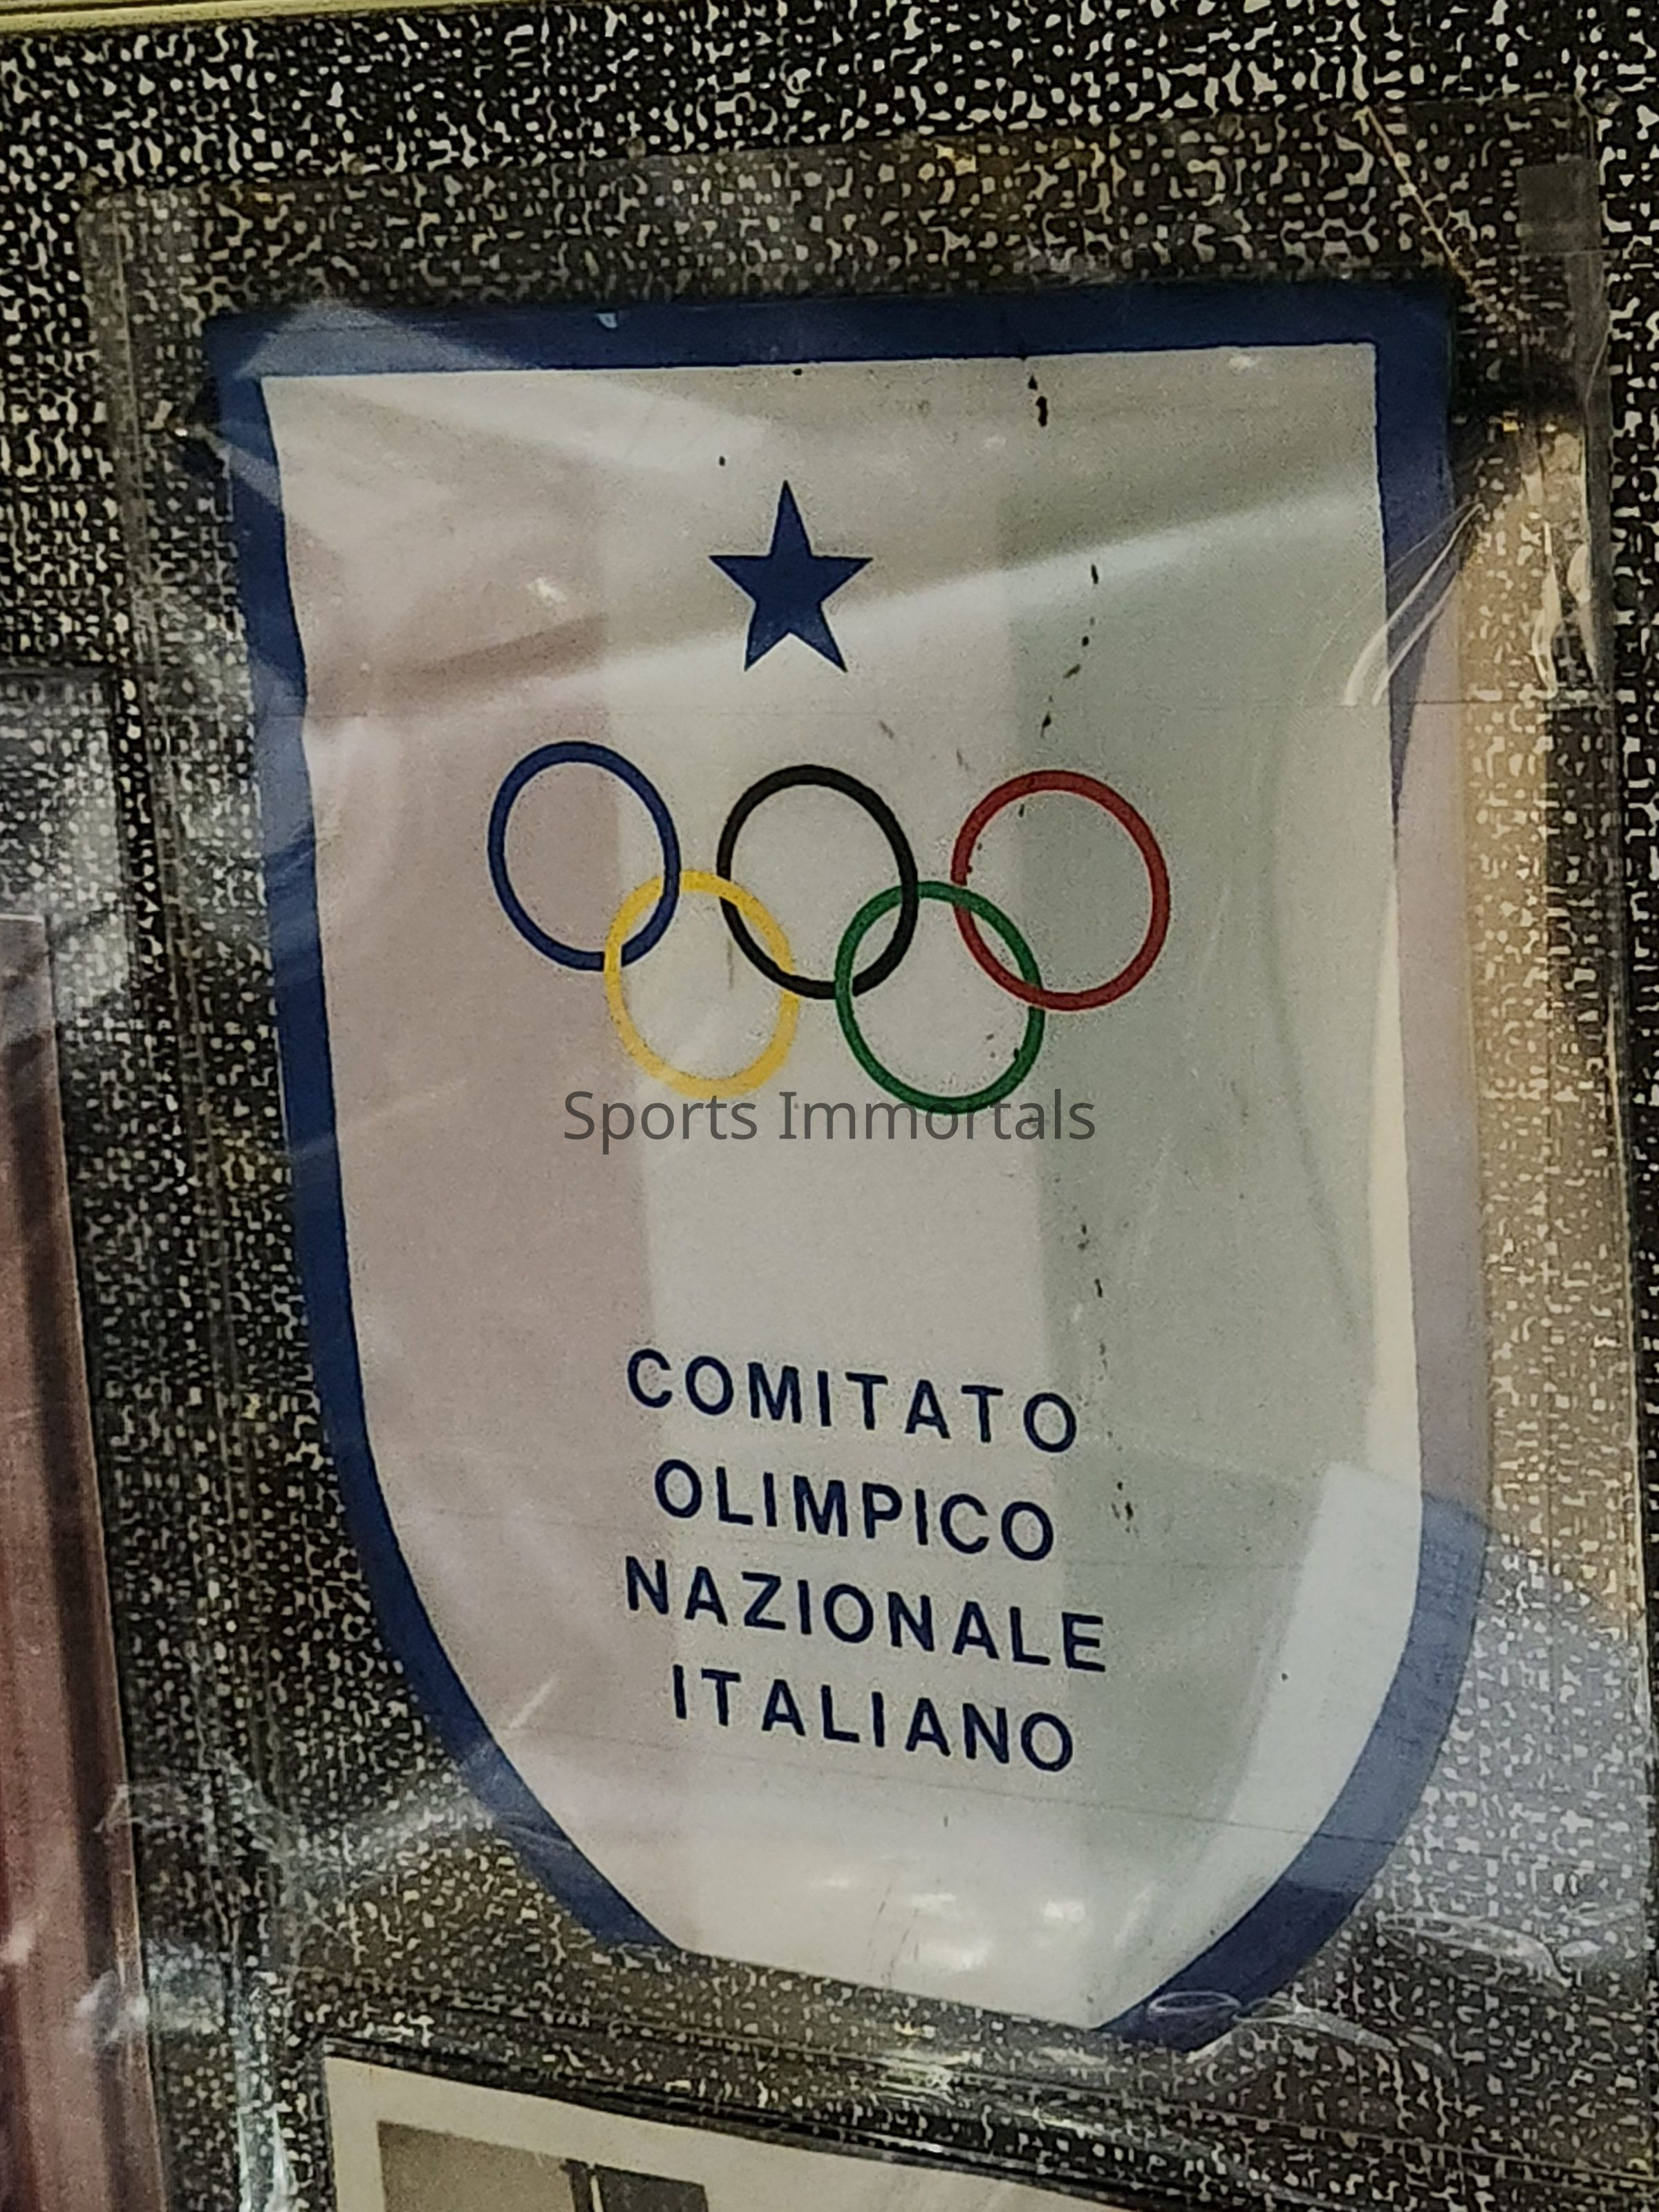 Sports Immortals
COMITATO
OLIMPICO
NAZIONALE
ITALIANO